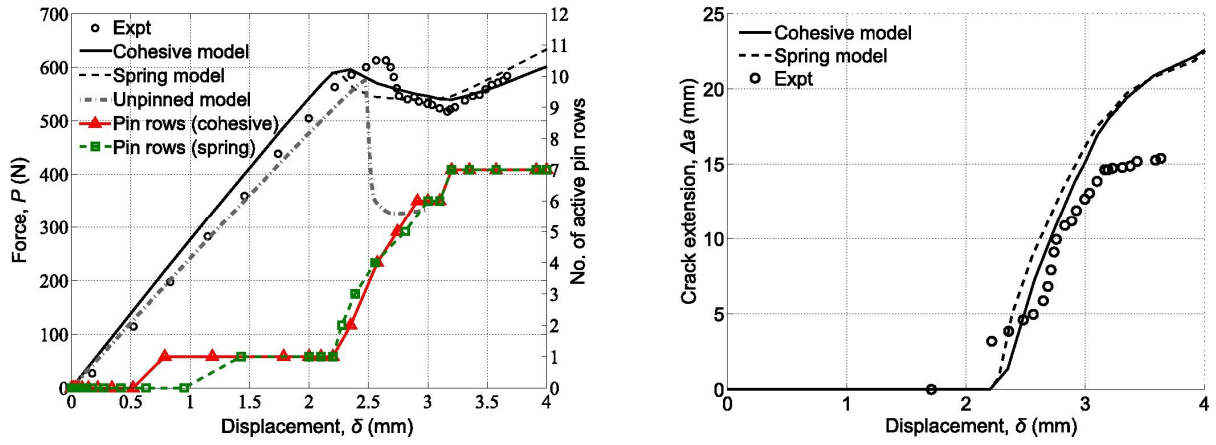 Expt
Cohesive model
Spring model
Unpinned model
Pin rows (cohesive)
Pin rows (spring)
Force, P (N)
700
600
500
400
300
200
100
0
0 0.5 1 1.5 2 2.5 3 3.5 4
Displacement, δ (mm)
12
11
10
9
8
7
6
5
4
3
2
1
0
No. of active pin rows
Cohesive model
Spring model
Expt
Crack extension, Δa (mm)
25
20
15
10
5
0
0 1 2 3 4
Displacement, δ (mm)